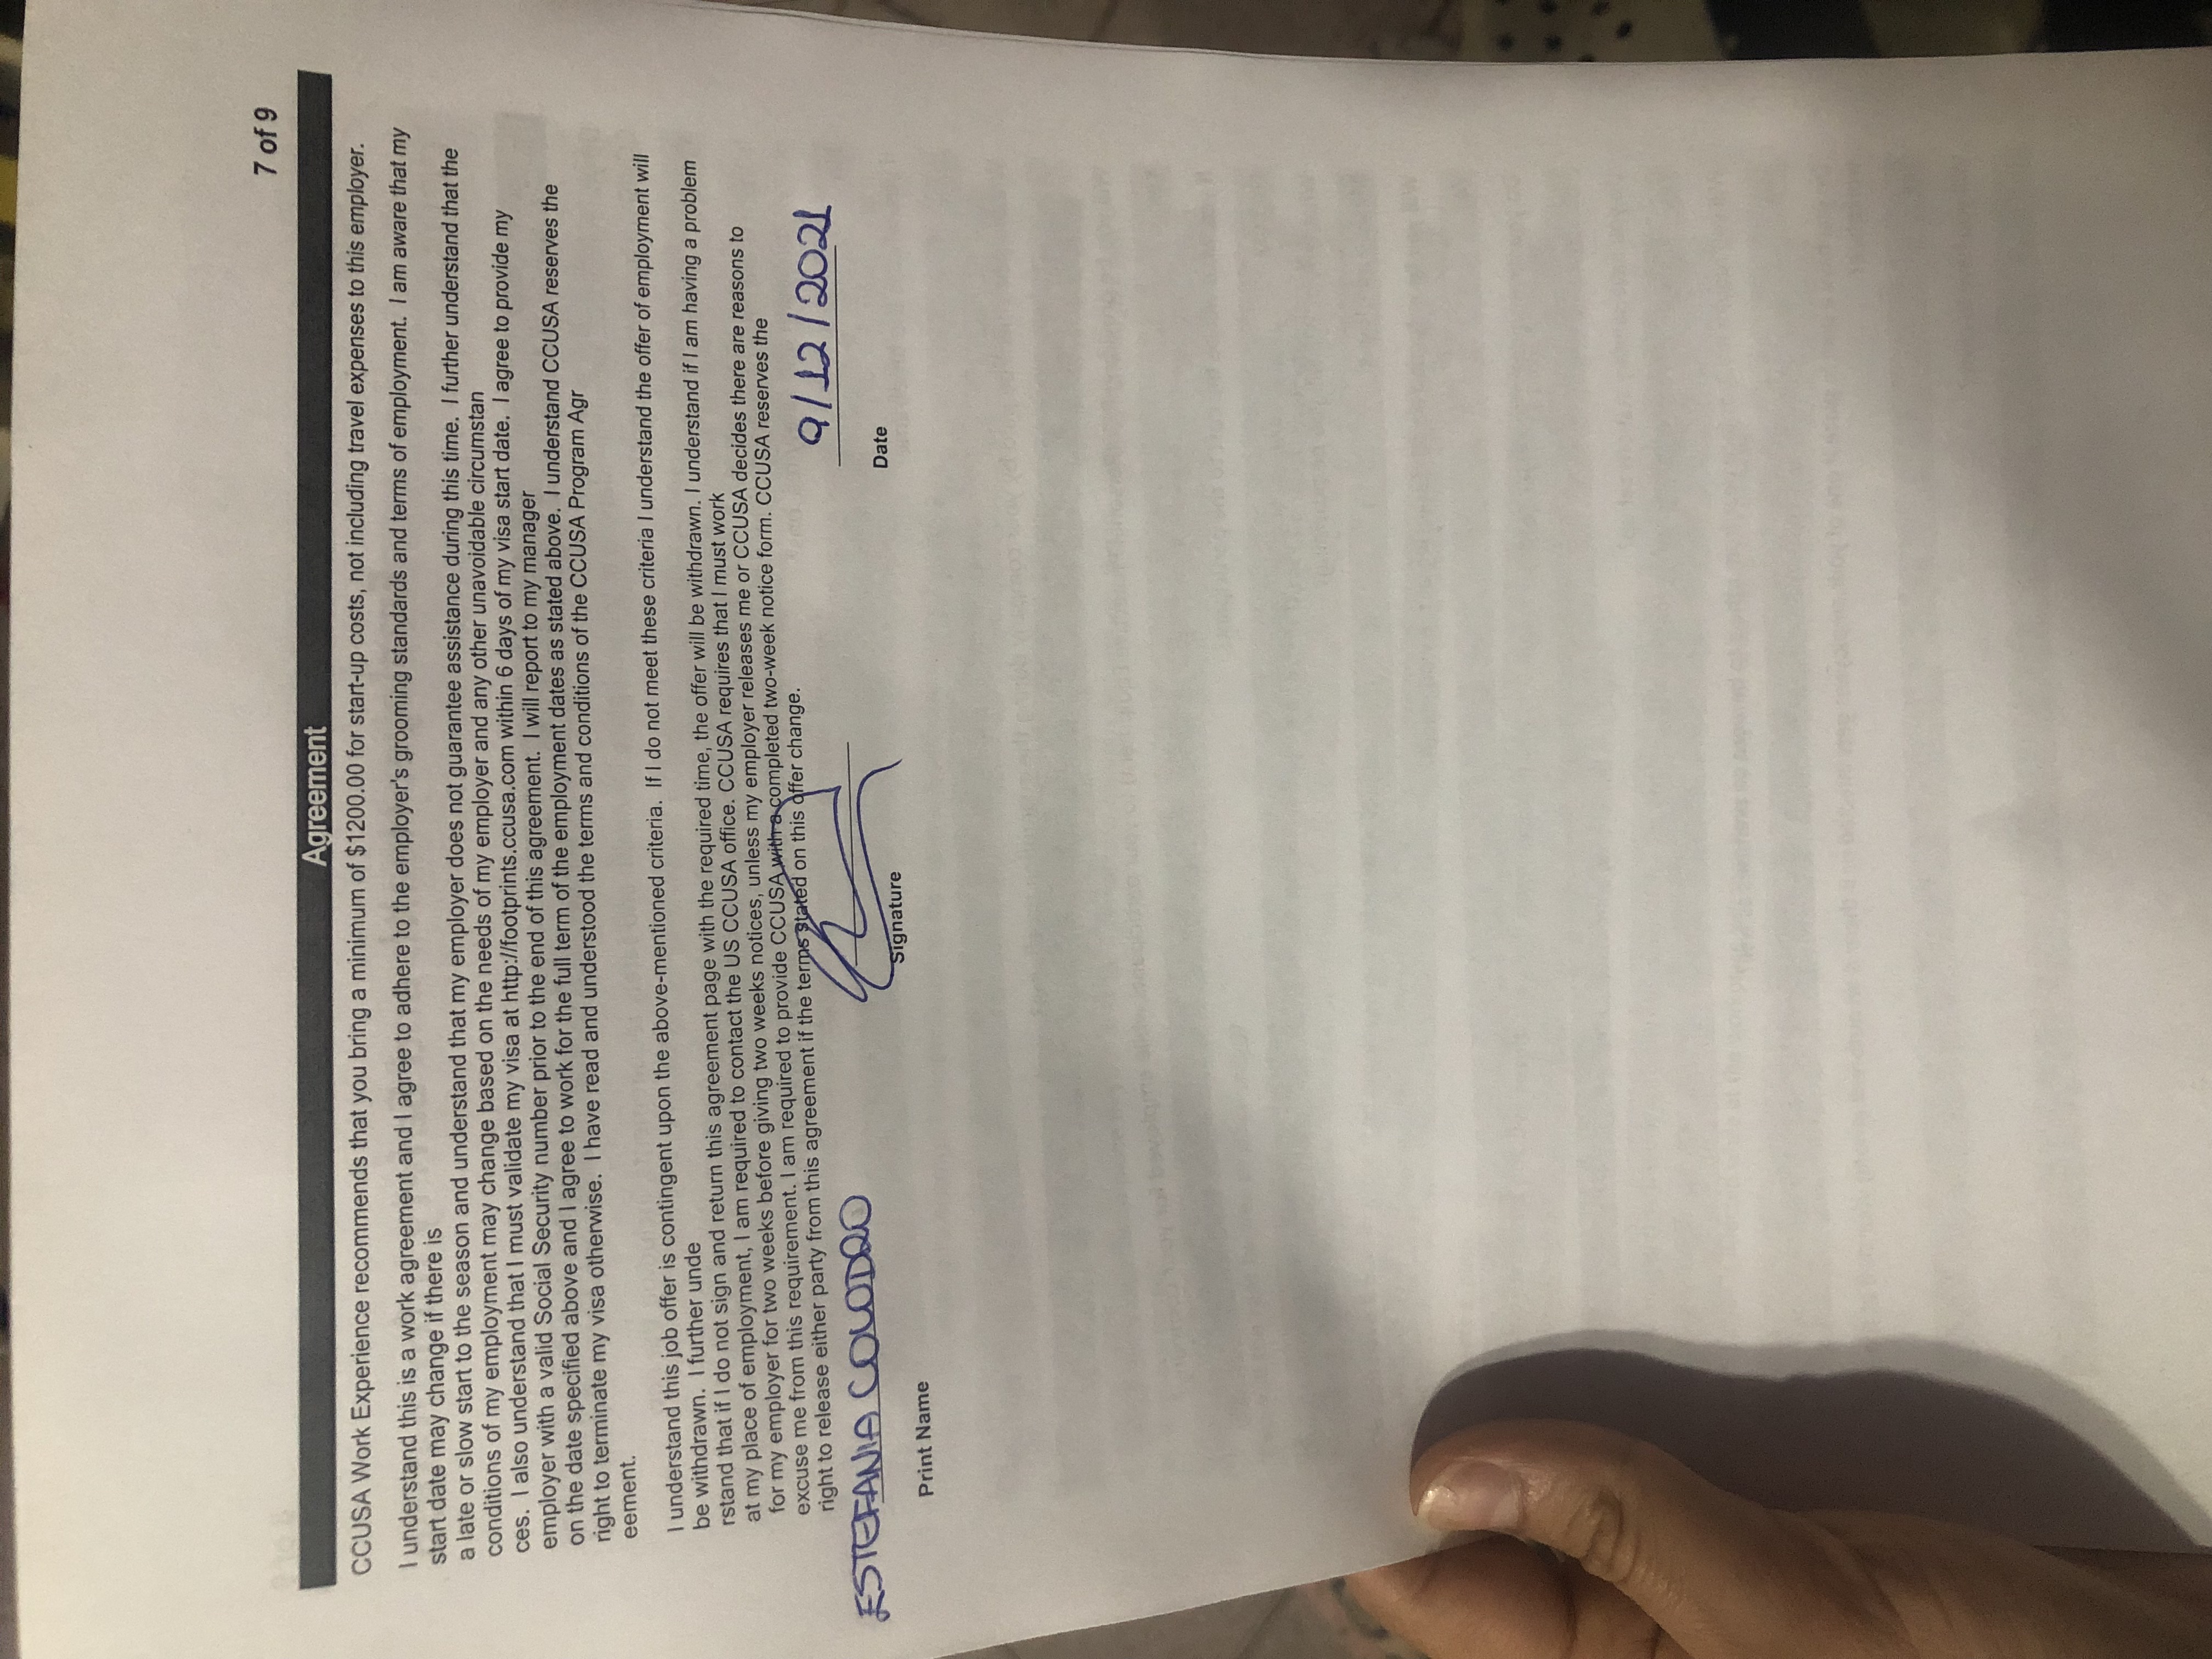 7 of 9
Agreement
CCUSA Work Experience recommends that you bring a minimum of $1200.00 for start-up costs, not including travel expenses to this employer.
I understand this is a work agreement and I agree to adhere to the employer's grooming standards and terms of employment.  I am aware that my
start date may change if there is
a late or slow start to the season and understand that my employer does not guarantee assistance during this time.  I further understand that the
conditions of my employment may change based on the needs of my employer and any other unavoidable circumstan
ces.  I also understand that I must validate my visa at http://footprints.ccusa.com within 6 days of my visa start date.  I agree to provide my
employer with a valid Social Security number prior to the end of this agreement.  I will report to my manager
on the date specified above and I agree to work for the full term of the employment dates as stated above.  I understand CCUSA reserves the
right to terminate my visa otherwise.  I have read and understood the terms and conditions of the CCUSA Program Agr
eement.
I understand this job offer is contingent upon the above-mentioned criteria.  If I do not meet these criteria I understand the offer of employment will
be withdrawn.  I further unde
rstand that if I do not sign and return this agreement page with the required time, the offer will be withdrawn. I understand if I am having a problem
at my place of employment, I am required to contact the US CCUSA office. CCUSA requires that I must work
for my employer for two weeks before giving two weeks notices, unless my employer releases me or CCUSA decides there are reasons to
excuse me from this requirement. I am required to provide CCUSA with a completed two-week notice form. CCUSA reserves the
right to release either party from this agreement if the terms stated on this offer change.
ESTEFANIA COLODRO
9/12/2021
Print Name
Signature
Date